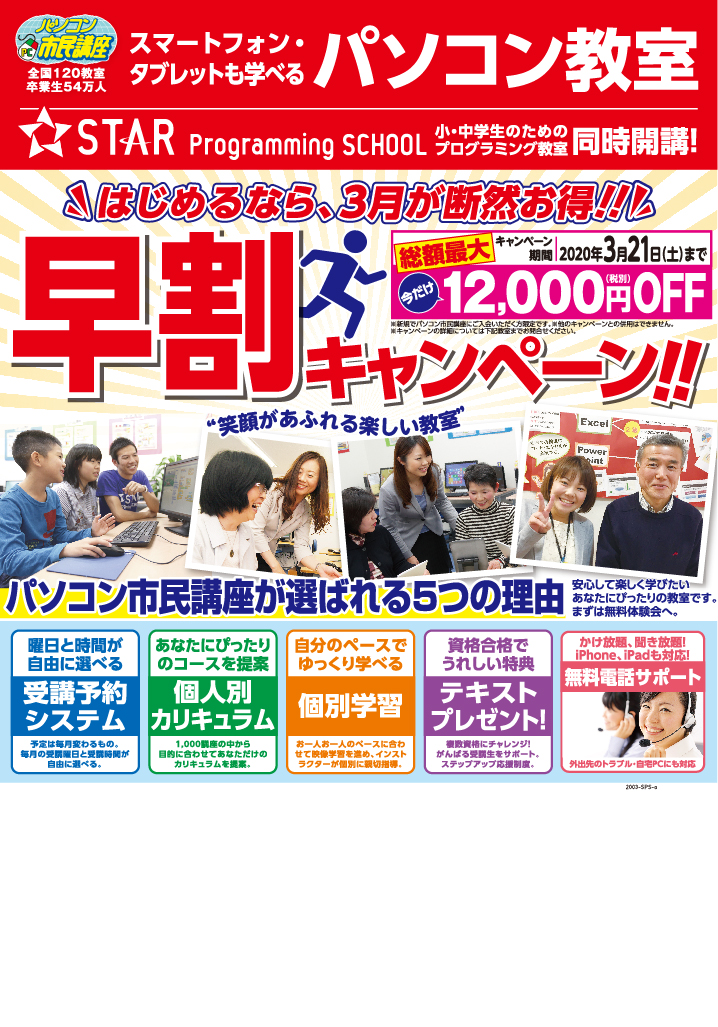 パソコン
市民講座
PC
全国120教室
卒業生54万人
スマートフォン・
タブレットも学べる
パソコン教室
STAR Programming SCHOOL
小・中学生のための
プログラミング教室
同時開講!
はじめるなら、3月が断然お得!!
早割
キャンペーン!!
総額最大
キャンペーン
期間
2020年3月21日(土)まで
今だけ
12,000円(税別)OFF
※新規でパソコン市民講座にご入会いただく方限定です。※他のキャンペーンとの併用はできません。
※キャンペーンの詳細については下記教室までお問合せください。
“笑顔があふれる楽しい教室”
Excel
Power
Point
パソコン市民講座が選ばれる5つの理由
安心して楽しく学びたい
あなたにぴったりの教室です。
まずは無料体験会へ。
曜日と時間が
自由に選べる
受講予約
システム
予定は毎月変わるもの。
毎月の受講曜日と受講時間が
自由に選べる。
あなたにぴったり
のコースを提案
個人別
カリキュラム
1,000講座の中から
目的に合わせてあなただけの
カリキュラムを提案。
自分のペースで
ゆっくり学べる
個別学習
お一人お一人のペースに合わ
せて映像学習を進め、インスト
ラクターが個別に親切指導。
資格合格で
うれしい特典
テキスト
プレゼント!
複数資格にチャレンジ!
がんばる受講生をサポート。
ステップアップ応援制度。
かけ放題、聞き放題!
iPhone、iPadも対応!
無料電話サポート
外出先のトラブル・自宅PCにも対応
2003-SPS-a